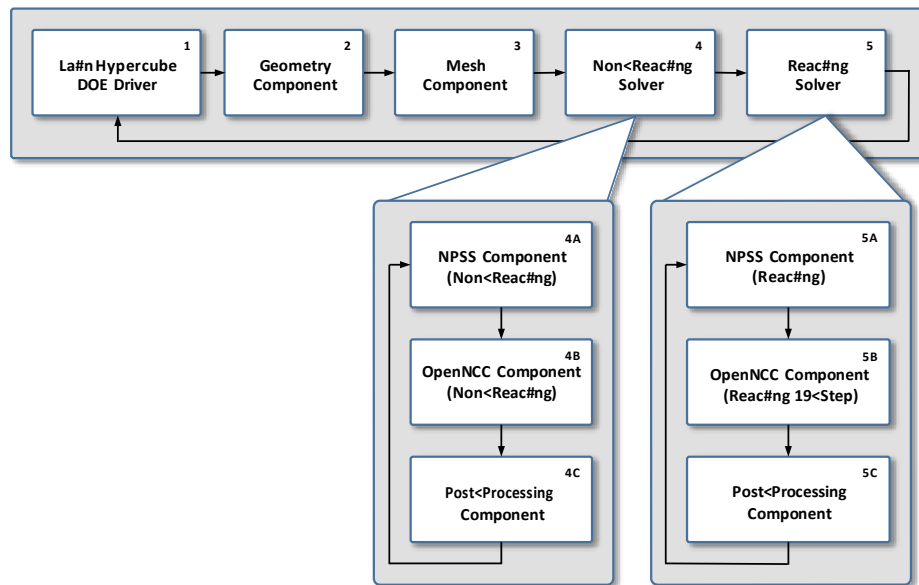 1
La#n Hypercube
DOE Driver
2
Geometry
Component
3
Mesh
Component
4
Non<Reac#ng
Solver
5
Reac#ng
Solver
4A
NPSS Component
(Non<Reac#ng)
4B
OpenNCC Component
(Non<Reac#ng)
4C
Post<Processing
Component
5A
NPSS Component
(Reac#ng)
5B
OpenNCC Component
(Reac#ng 19<Step)
5C
Post<Processing
Component